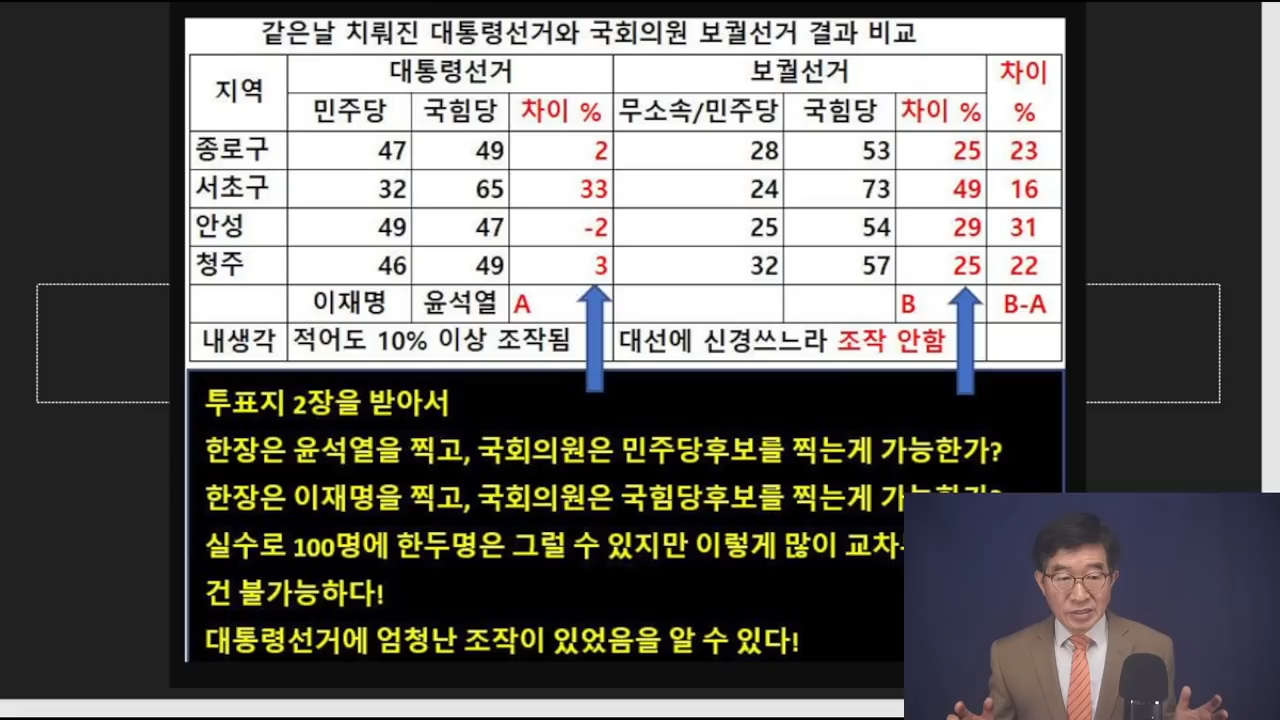 같은날 치뤄진 대통령선거와 국회의원 보궐선거 결과 비교
지역 대통령선거 보궐선거 차이 %
민주당 국힘당 차이 % 무소속/민주당 국힘당 차이 %
종로구 47 49 2 28 53 25 23
서초구 32 65 33 24 73 49 16
안성 49 47 -2 25 54 29 31
청주 46 49 3 32 57 25 22
이재명 윤석열 A B B-A
내생각 적어도 10% 이상 조작됨 대선에 신경쓰느라 조작 안함
투표지 2장을 받아서
한장은 윤석열을 찍고, 국회의원은 민주당후보를 찍는게 가능한가?
한장은 이재명을 찍고, 국회의원은 국힘당후보를 찍는게
실수로 100명에 한두명은 그럴 수 있지만 이렇게 많이
건 불가능하다!
대통령선거에 엄청난 조작이 있었음을 알 수 있다!